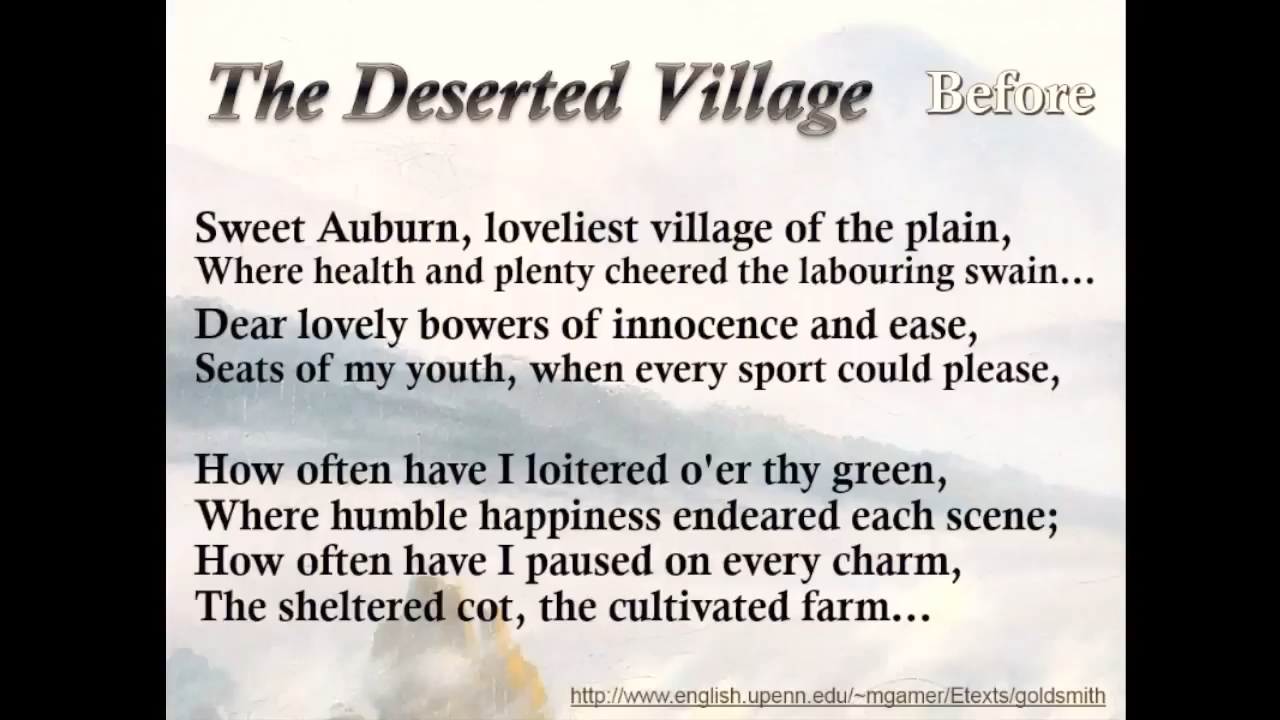 The Deserted Village Before
Sweet Auburn, loveliest village of the plain,
Where health and plenty cheered the labouring swain...
Dear lovely bowers of innocence and ease,
Seats of my youth, when every sport could please,
How often have I loitered o'er thy green,
Where humble happiness endeared each scene;
How often have I paused on every charm,
The sheltered cot, the cultivated farm...
http://www.english.upenn.edu/~mgamer/Etexts/goldsmith